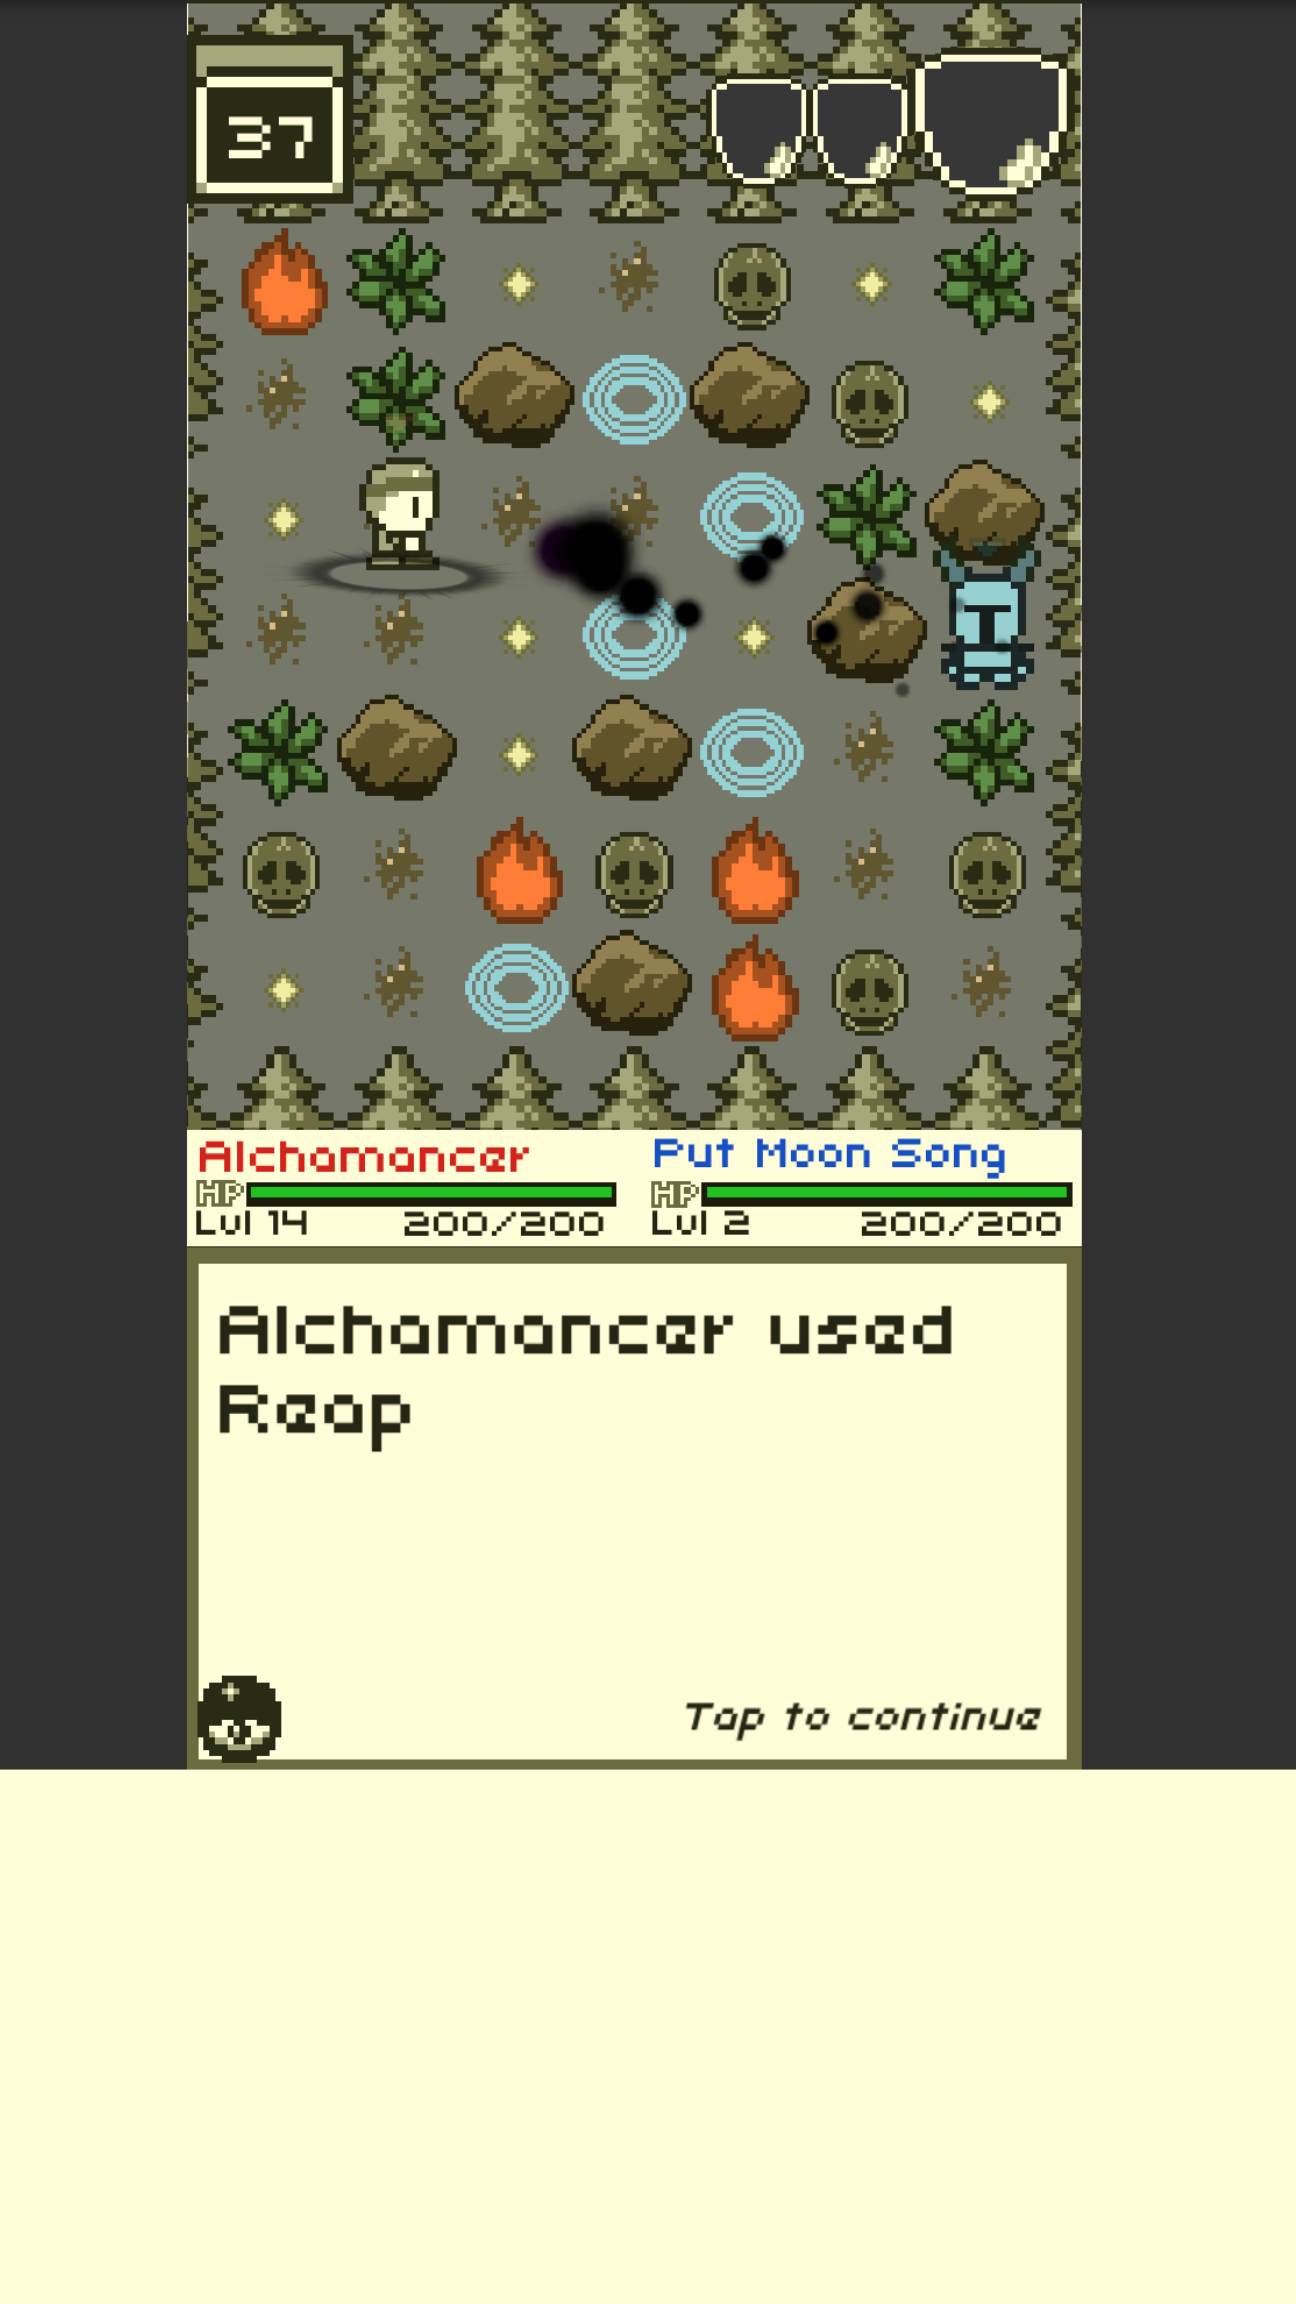 37
Alchamancer
Put Moon Song
HP
HP
Lvl 14
200/200
Lvl 2
200/200
Alchamancer used
Reap
Tap to continue